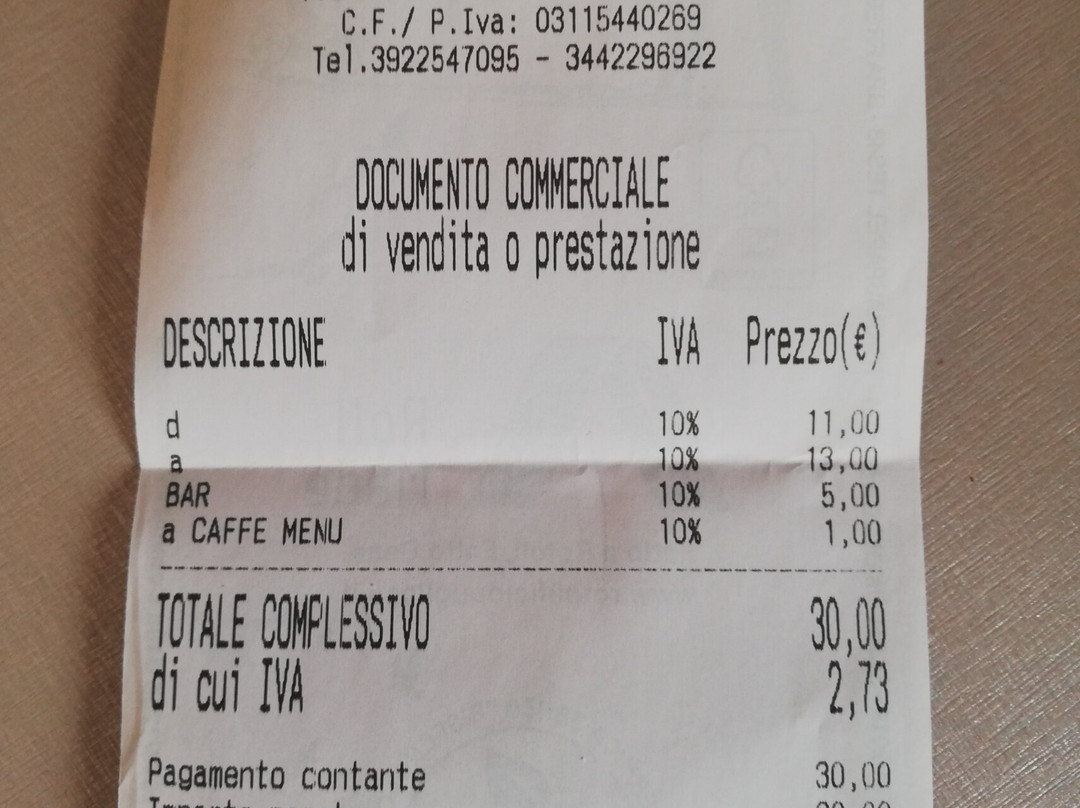 C.F./ P.Iva: 03115440269
Tel.3922547095 - 3442296922
DOCUMENTO COMMERCIALE
di vendita o prestazione
DESCRIZIONE IVA Prezzo(€)
d 10% 11,00
a 10% 13,00
BAR 10% 5,00
a CAFFE MENU 10% 1,00
TOTALE COMPLESSIVO 30,00
di cui IVA 2,73
Pagamento contante 30,00